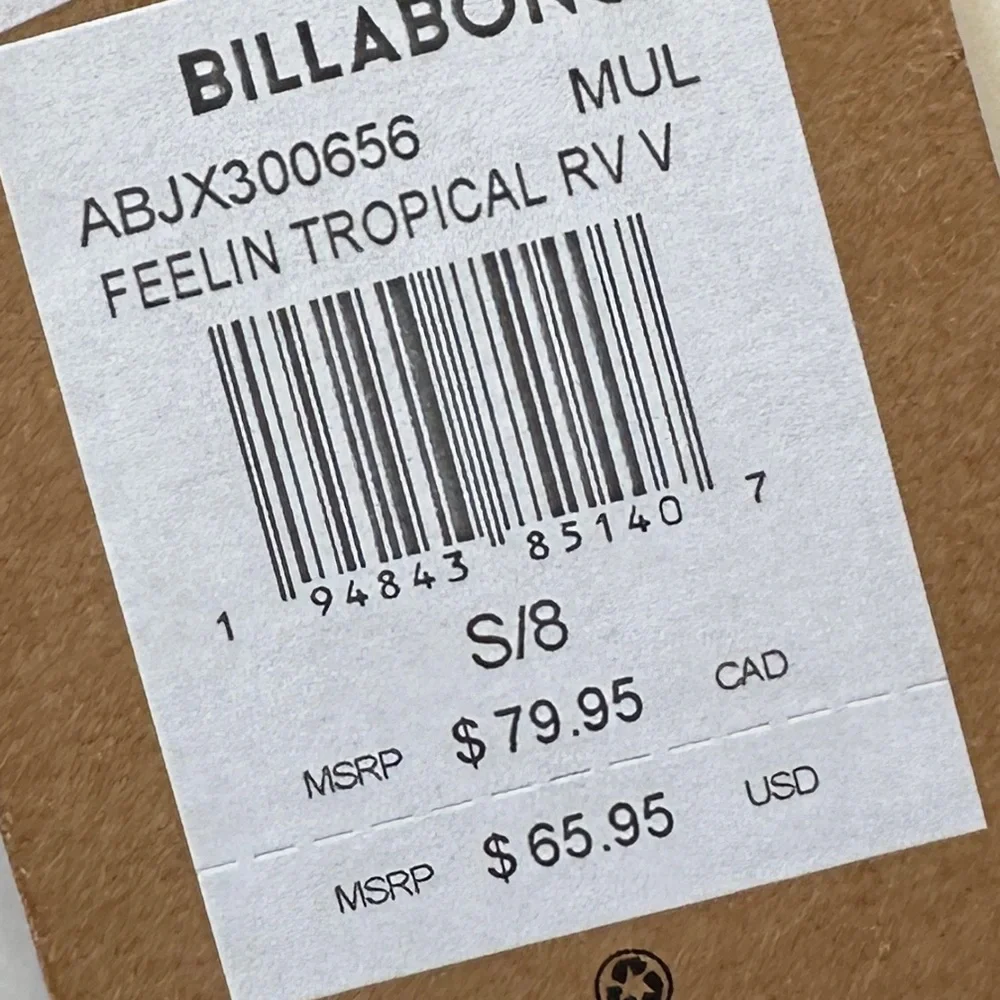 BILLABONG
MUL
ABJX300656
FEELIN TROPICAL RV V
1 94843 85140 7
S/8
MSRP $79.95 CAD
MSRP $65.95 USD